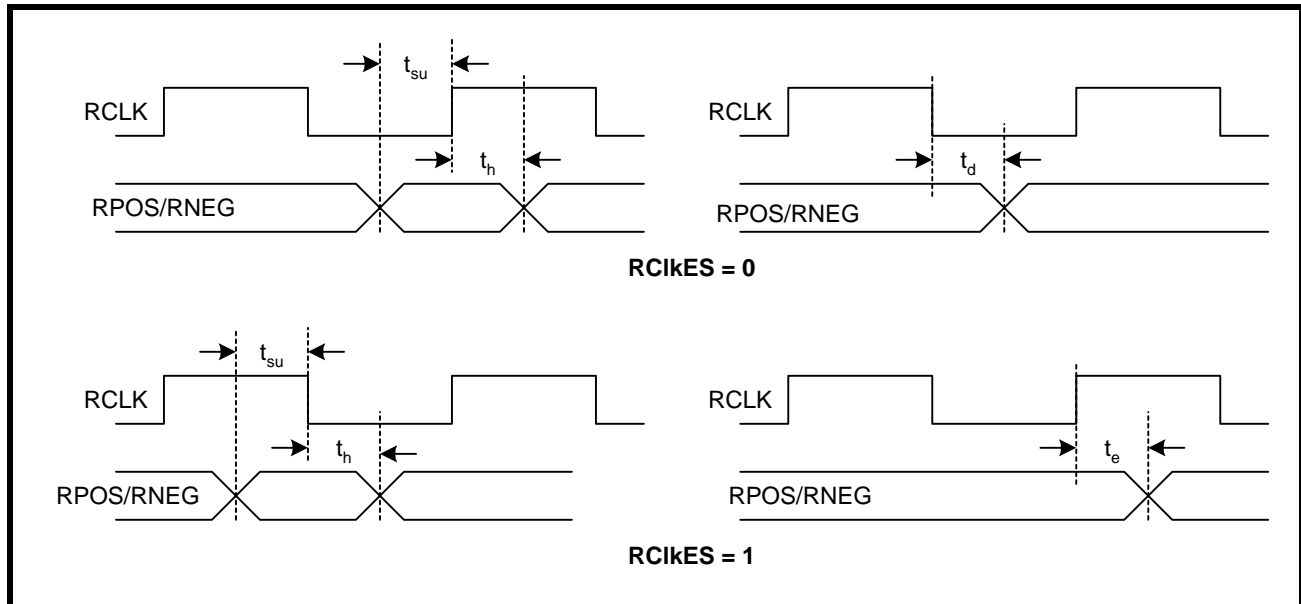 t_su
RCLK
t_h
RPOS/RNEG
RCLK
t_d
RPOS/RNEG
RClkES = 0
t_su
RCLK
t_h
RPOS/RNEG
RCLK
t_e
RPOS/RNEG
RClkES = 1